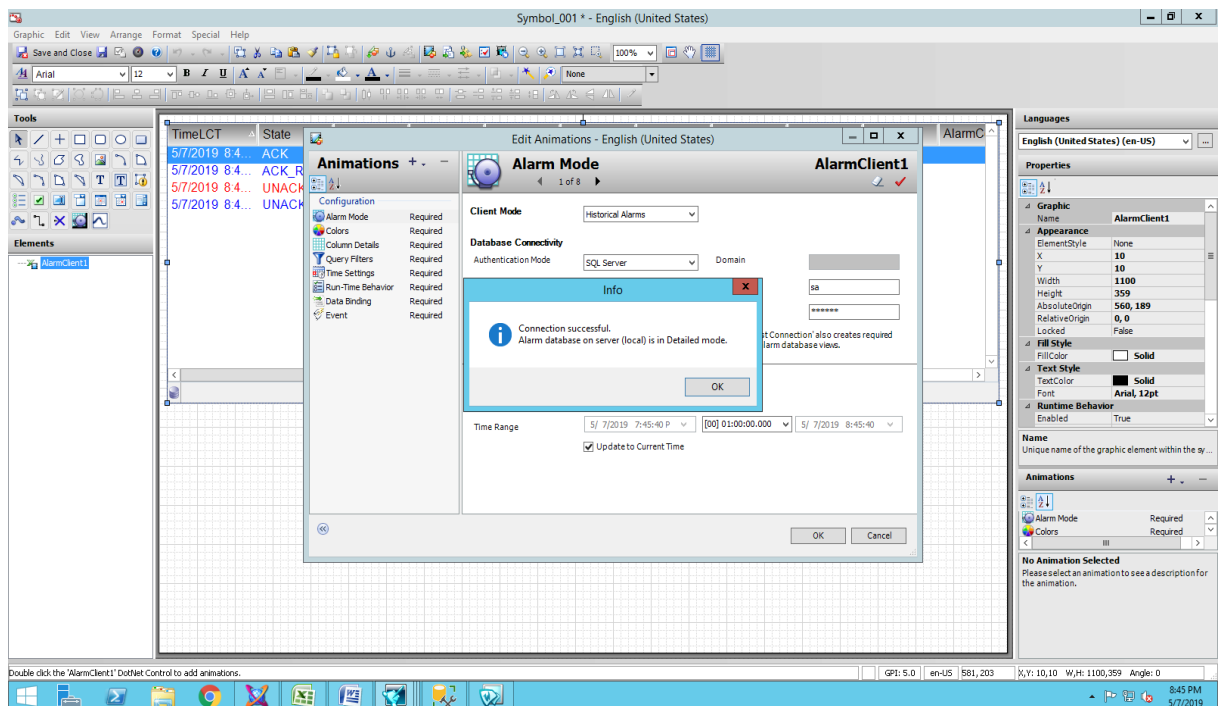 Symbol_001 * - English (United States)
Graphic Edit View Arrange Format Special Help
Save and Close 100%
Arial 12 B I U A A A None
Tools
Elements
AlarmClient1
TimeLCT State AlarmC
5/7/2019 8:4... ACK
5/7/2019 8:4... ACK_R
5/7/2019 8:4... UNACK
5/7/2019 8:4... UNACK
Edit Animations - English (United States)
Animations
Configuration
Alarm Mode Required
Colors Required
Column Details Required
Query Filters Required
Time Settings Required
Run-Time Behavior Required
Data Binding Required
Event Required
Alarm Mode AlarmClient1
1 of 8
Client Mode Historical Alarms
Database Connectivity
Authentication Mode SQL Server Domain
sa
******
st Connection' also creates required
larm database views.
Info
Connection successful.
Alarm database on server (local) is in Detailed mode.
OK
Time Range 5/ 7/2019 7:45:40 P [00] 01:00:00.000 5/ 7/2019 8:45:40
Update to Current Time
OK Cancel
Languages
English (United States) (en-US) ...
Properties
Graphic
Name AlarmClient1
Appearance
ElementStyle None
X 10
Y 10
Width 1100
Height 359
AbsoluteOrigin 560, 189
RelativeOrigin 0, 0
Locked False
Fill Style
FillColor Solid
Text Style
TextColor Solid
Font Arial, 12pt
Runtime Behavior
Enabled True
Name
Unique name of the graphic element within the sy...
Animations
Alarm Mode Required
Colors Required
No Animation Selected
Please select an animation to see a description for
the animation.
Double click the 'AlarmClient1' DotNet Control to add animations.
GPI: 5.0 en-US 581,203 X,Y: 10,10 W,H: 1100,359 Angle: 0
8:45 PM
5/7/2019